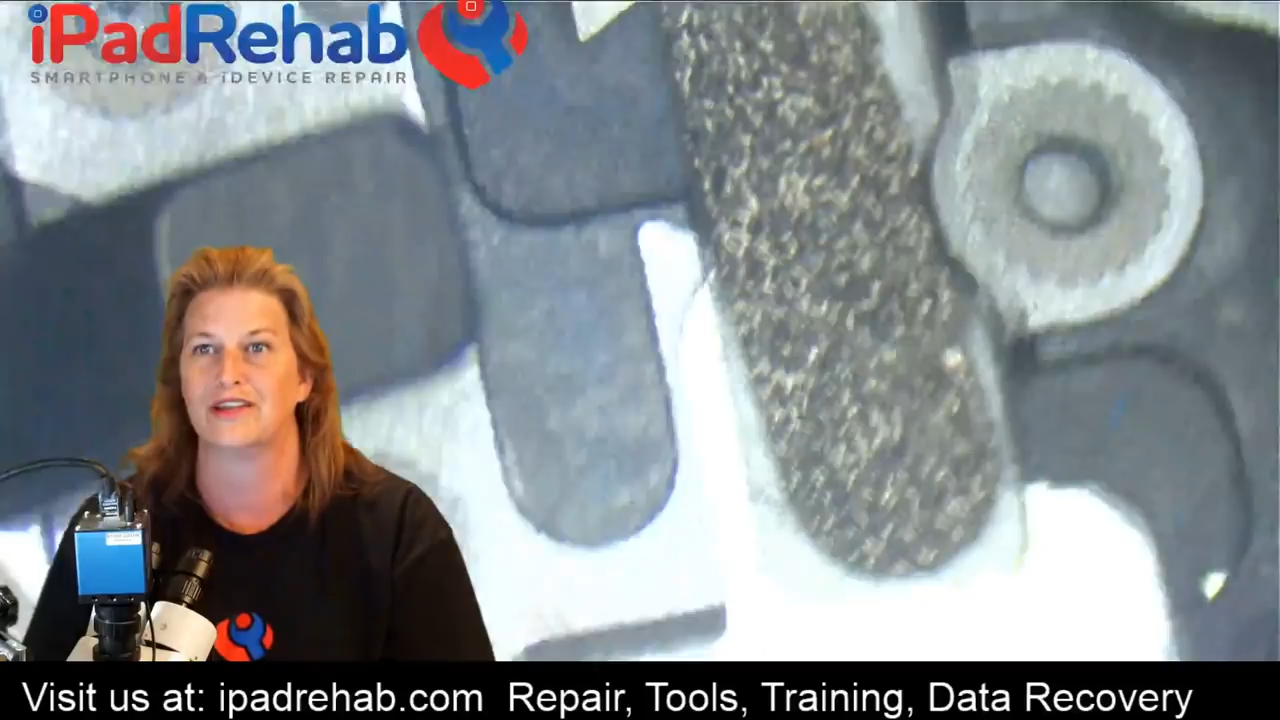 iPadRehab
SMARTPHONE & iDEVICE REPAIR
Visit us at: ipadrehab.com Repair, Tools, Training, Data Recovery